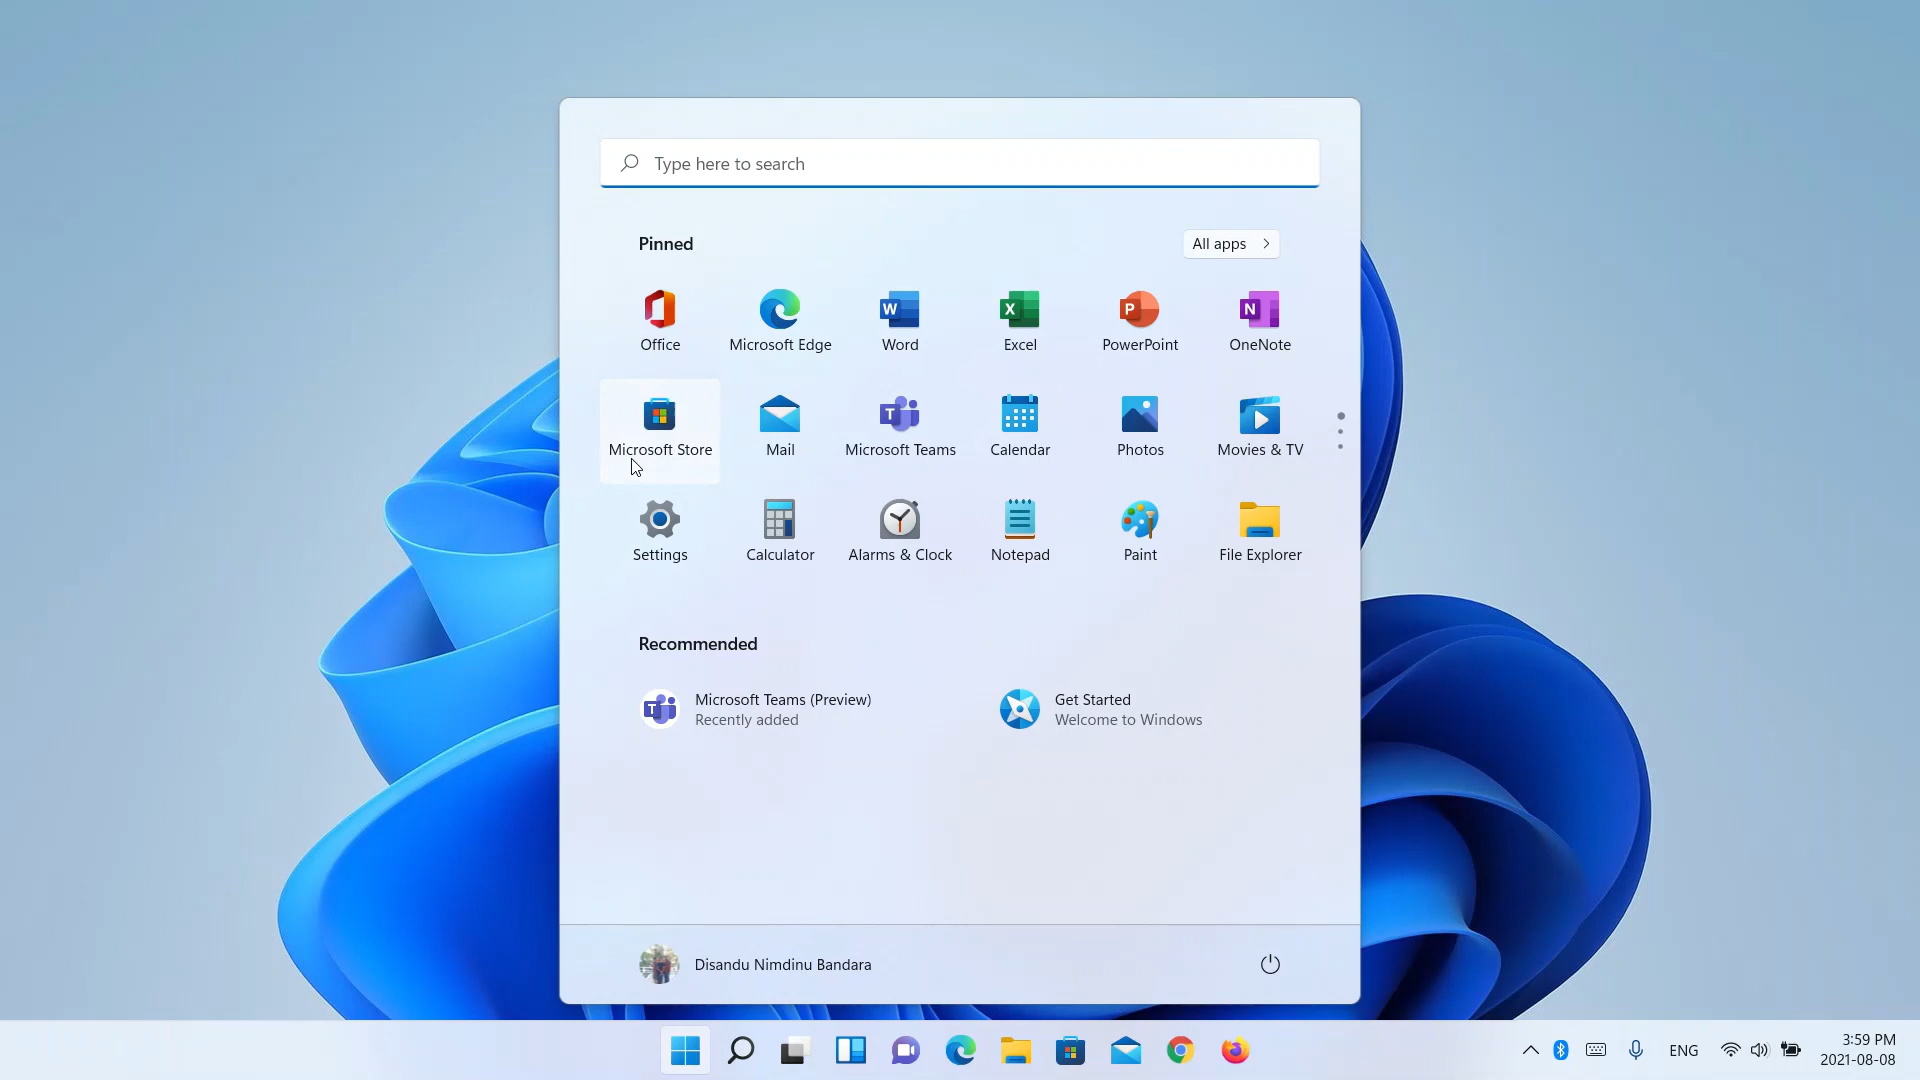 Type here to search
Pinned
All apps
Office
Microsoft Edge
Word
Excel
PowerPoint
OneNote
Microsoft Store
Mail
Microsoft Teams
Calendar
Photos
Movies & TV
Settings
Calculator
Alarms & Clock
Notepad
Paint
File Explorer
Recommended
Microsoft Teams (Preview)
Recently added
Get Started
Welcome to Windows
Disandu Nimdinu Bandara
ENG
3:59 PM
2021-08-08